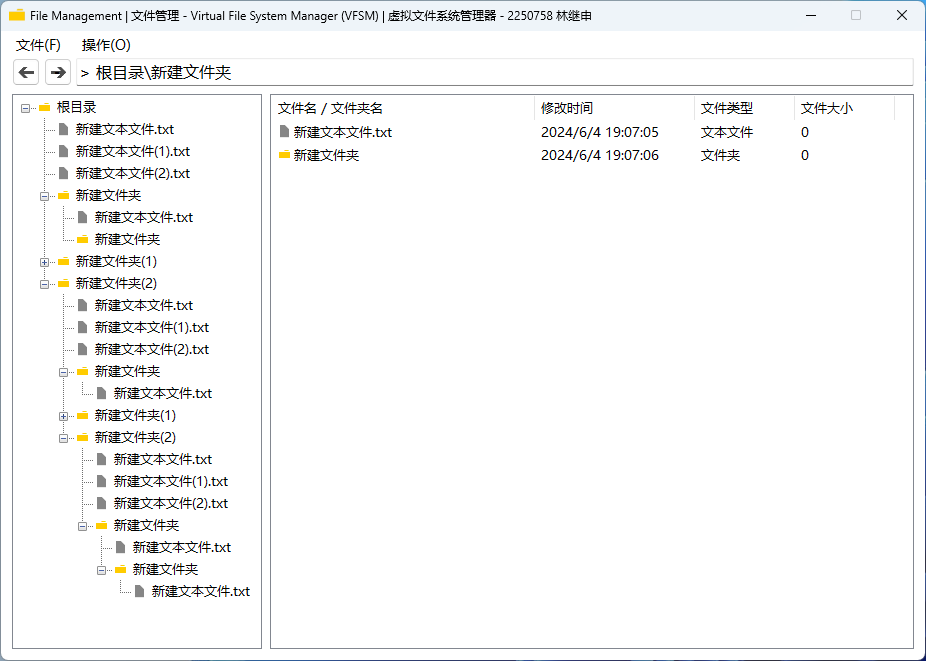 File Management | 文件管理 - Virtual File System Manager (VFSM) | 虚拟文件系统管理器 - 2250758 林继申
文件(F) 操作(O)
> 根目录\新建文件夹
根目录
新建文本文件.txt
新建文本文件(1).txt
新建文本文件(2).txt
新建文件夹
新建文本文件.txt
新建文件夹
新建文件夹(1)
新建文件夹(2)
新建文本文件.txt
新建文本文件(1).txt
新建文本文件(2).txt
新建文件夹
新建文本文件.txt
新建文件夹(1)
新建文件夹(2)
新建文本文件.txt
新建文本文件(1).txt
新建文本文件(2).txt
新建文件夹
新建文本文件.txt
新建文件夹
新建文本文件.txt
文件名 / 文件夹名 修改时间 文件类型 文件大小
新建文本文件.txt 2024/6/4 19:07:05 文本文件 0
新建文件夹 2024/6/4 19:07:06 文件夹 0